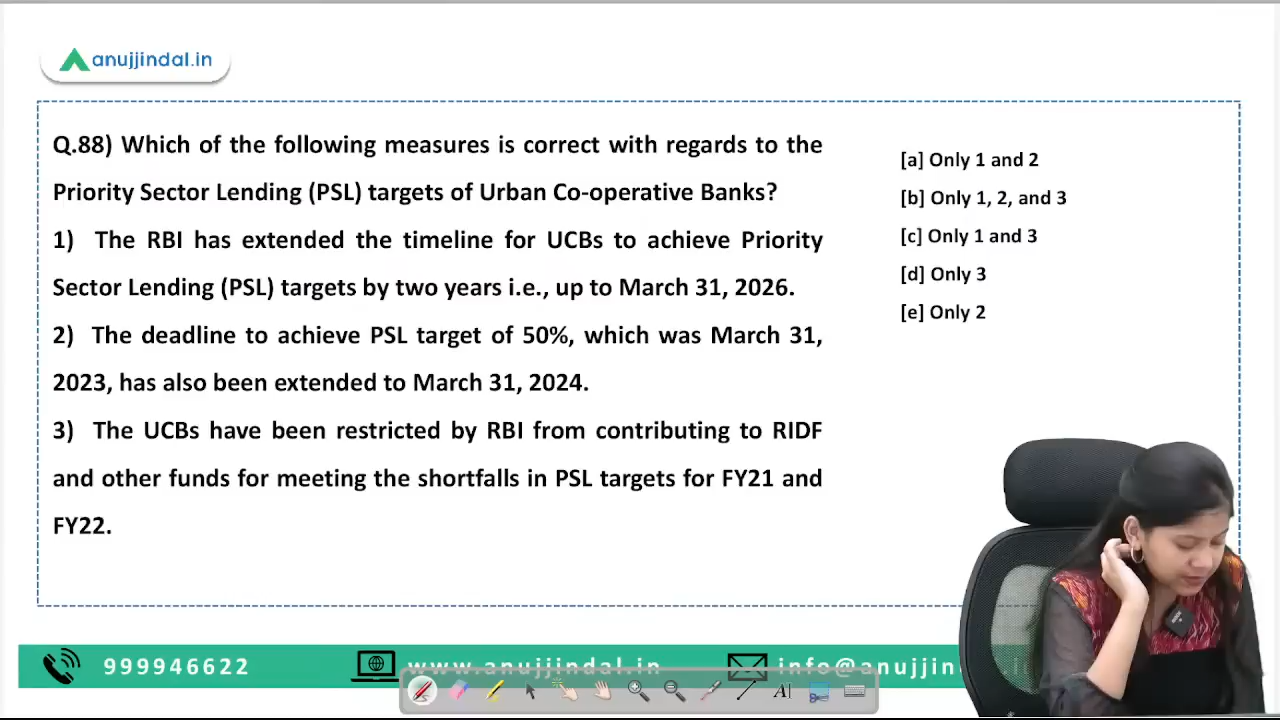 anujjindal.in
Q.88) Which of the following measures is correct with regards to the
Priority Sector Lending (PSL) targets of Urban Co-operative Banks?
1) The RBI has extended the timeline for UCBs to achieve Priority
Sector Lending (PSL) targets by two years i.e., up to March 31, 2026.
2) The deadline to achieve PSL target of 50%, which was March 31,
2023, has also been extended to March 31, 2024.
3) The UCBs have been restricted by RBI from contributing to RIDF
and other funds for meeting the shortfalls in PSL targets for FY21 and
FY22.
[a] Only 1 and 2
[b] Only 1, 2, and 3
[c] Only 1 and 3
[d] Only 3
[e] Only 2
999946622
www.anujjindal.in
info@anujjin